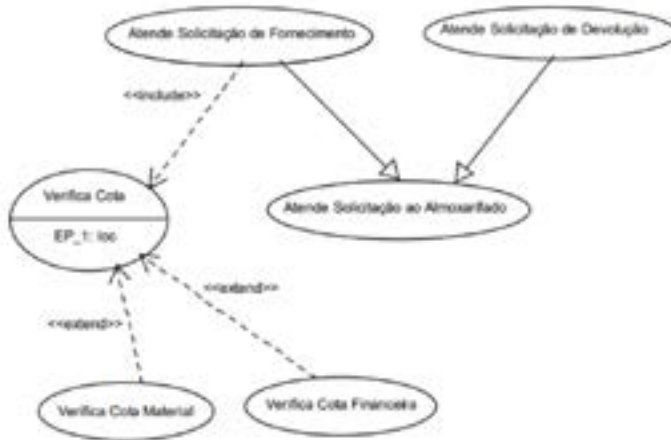 Atende Solicitação de Fornecimento
Atende Solicitação de Devolução
<<include>>
Verifica Cota
EP_1: loc
Atende Solicitação ao Almoxarifado
<<extend>>
<<extend>>
Verifica Cota Material
Verifica Cota Financeira